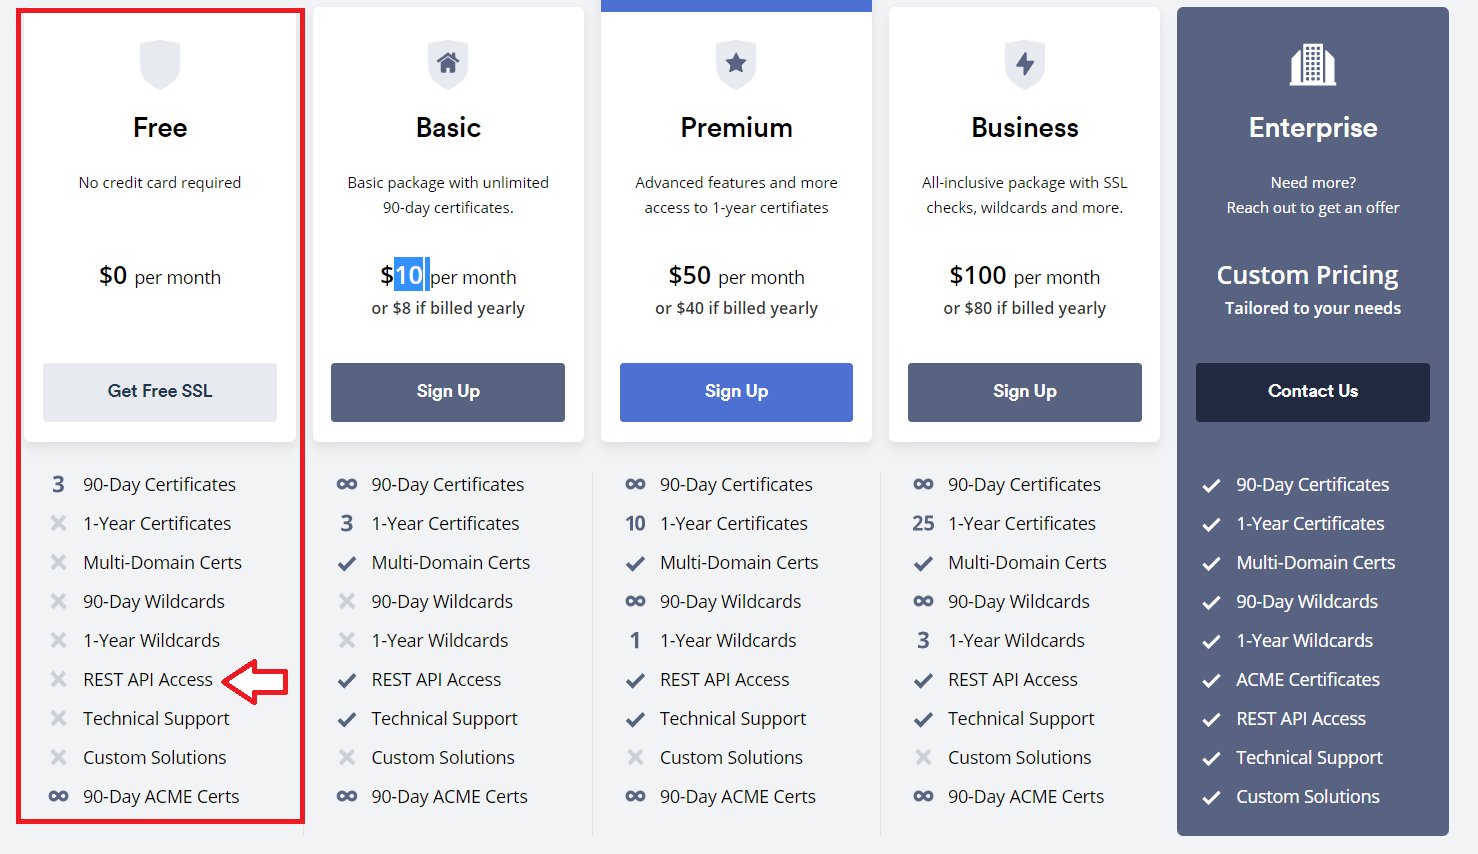 Free
No credit card required
$0 per month
Get Free SSL
3 90-Day Certificates
1-Year Certificates
Multi-Domain Certs
90-Day Wildcards
1-Year Wildcards
REST API Access
Technical Support
Custom Solutions
∞ 90-Day ACME Certs
Basic
Basic package with unlimited
90-day certificates.
$10 per month
or $8 if billed yearly
Sign Up
∞ 90-Day Certificates
3 1-Year Certificates
Multi-Domain Certs
90-Day Wildcards
1-Year Wildcards
REST API Access
Technical Support
Custom Solutions
∞ 90-Day ACME Certs
Premium
Advanced features and more
access to 1-year certifiates
$50 per month
or $40 if billed yearly
Sign Up
∞ 90-Day Certificates
10 1-Year Certificates
Multi-Domain Certs
∞ 90-Day Wildcards
1 1-Year Wildcards
REST API Access
Technical Support
Custom Solutions
∞ 90-Day ACME Certs
Business
All-inclusive package with SSL
checks, wildcards and more.
$100 per month
or $80 if billed yearly
Sign Up
∞ 90-Day Certificates
25 1-Year Certificates
Multi-Domain Certs
∞ 90-Day Wildcards
3 1-Year Wildcards
REST API Access
Technical Support
Custom Solutions
∞ 90-Day ACME Certs
Enterprise
Need more?
Reach out to get an offer
Custom Pricing
Tailored to your needs
Contact Us
90-Day Certificates
1-Year Certificates
Multi-Domain Certs
90-Day Wildcards
1-Year Wildcards
ACME Certificates
REST API Access
Technical Support
Custom Solutions